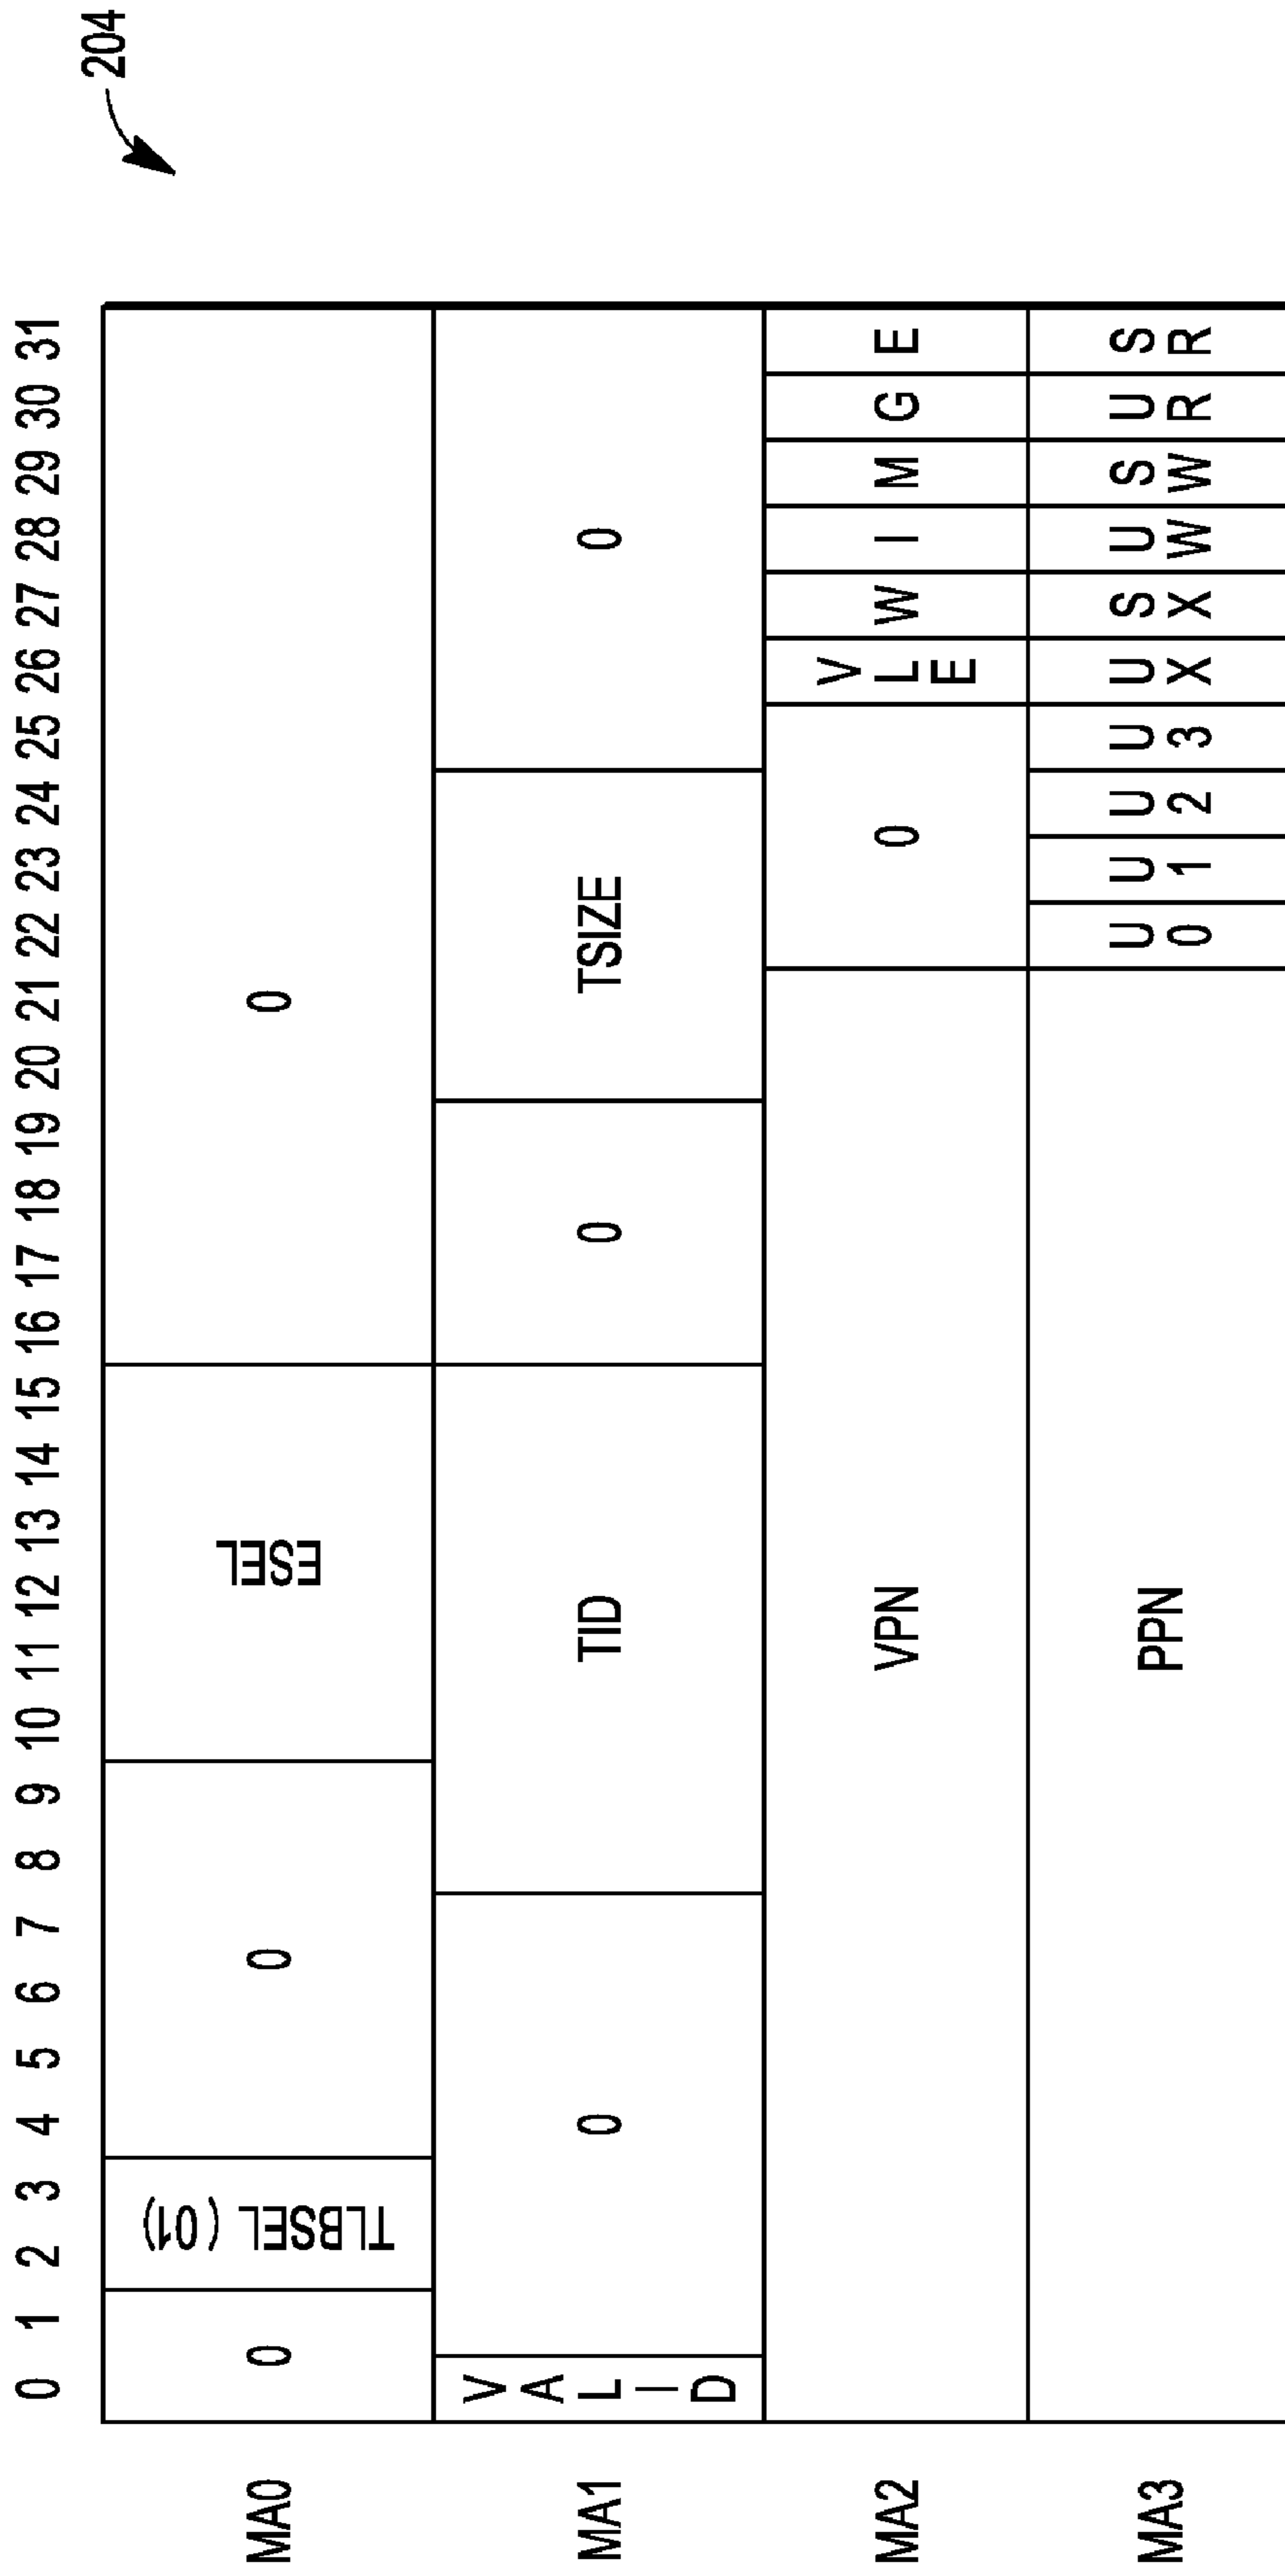 204
0 1 2 3 4 5 6 7 8 9 10 11 12 13 14 15 16 17 18 19 20 21 22 23 24 25 26 27 28 29 30 31
MA0 0 TLBSEL (01) 0 ESEL 0
MA1 VALID 0 TID 0 TSIZE 0
MA2 VPN 0 VLE W I M G E
MA3 PPN U0 U1 U2 U3 UX SX UW SW UR SR